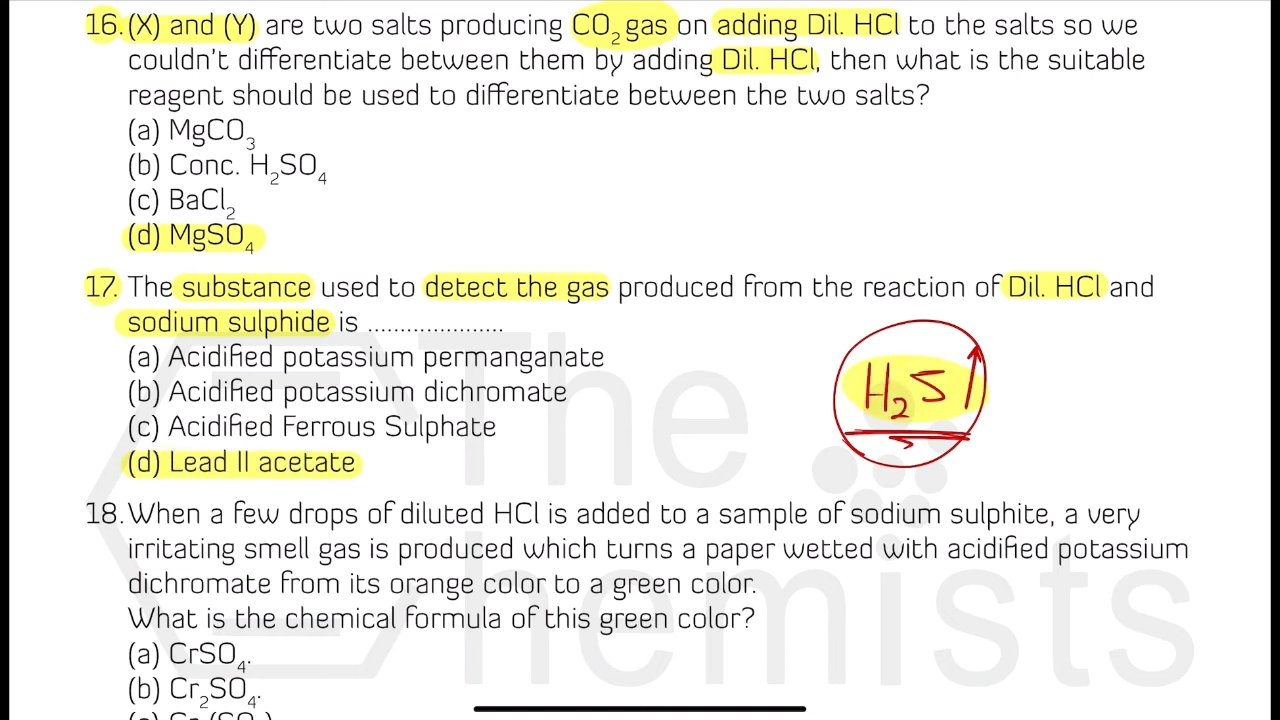 16. (X) and (Y) are two salts producing CO₂ gas on adding Dil. HCl to the salts so we
couldn't differentiate between them by adding Dil. HCl, then what is the suitable
reagent should be used to differentiate between the two salts?
(a) MgCO₃
(b) Conc. H₂SO₄
(c) BaCl₂
(d) MgSO₄
17. The substance used to detect the gas produced from the reaction of Dil. HCl and
sodium sulphide is .....................
(a) Acidified potassium permanganate
(b) Acidified potassium dichromate
(c) Acidified Ferrous Sulphate
(d) Lead II acetate
H₂S↑
The
Chemists
18. When a few drops of diluted HCl is added to a sample of sodium sulphite, a very
irritating smell gas is produced which turns a paper wetted with acidified potassium
dichromate from its orange color to a green color.
What is the chemical formula of this green color?
(a) CrSO₄.
(b) Cr₂SO₄.